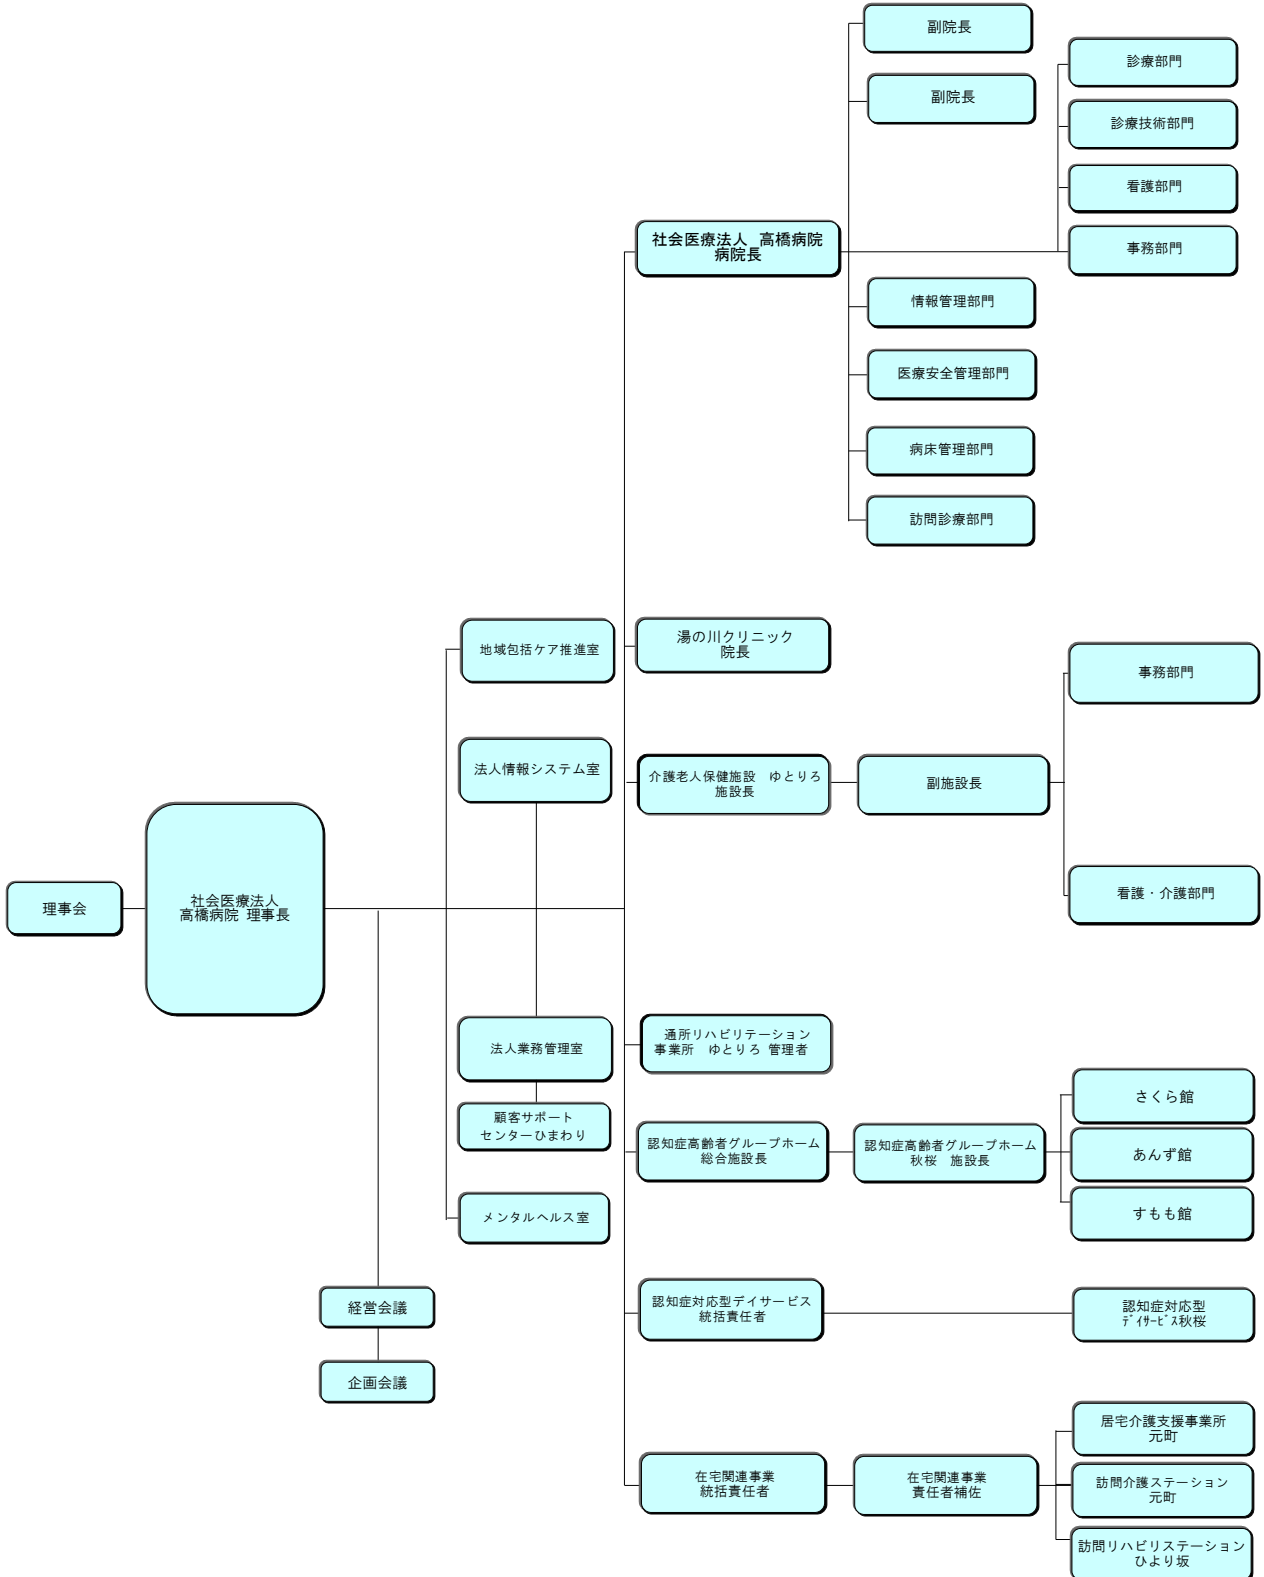 副院長
副院長
診療部門
診療技術部門
看護部門
事務部門
社会医療法人 高橋病院
病院長
情報管理部門
医療安全管理部門
病床管理部門
訪問診療部門
地域包括ケア推進室
湯の川クリニック
院長
事務部門
法人情報システム室
介護老人保健施設 ゆとりろ
施設長
副施設長
看護・介護部門
理事会
社会医療法人
高橋病院 理事長
法人業務管理室
通所リハビリテーション
事業所 ゆとりろ 管理者
顧客サポート
センターひまわり
認知症高齢者グループホーム
総合施設長
認知症高齢者グループホーム
秋桜 施設長
さくら館
あんず館
すもも館
メンタルヘルス室
経営会議
企画会議
認知症対応型デイサービス
統括責任者
認知症対応型
ﾃﾞｲｻｰﾋﾞｽ秋桜
在宅関連事業
統括責任者
在宅関連事業
責任者補佐
居宅介護支援事業所
元町
訪問介護ステーション
元町
訪問リハビリステーション
ひより坂